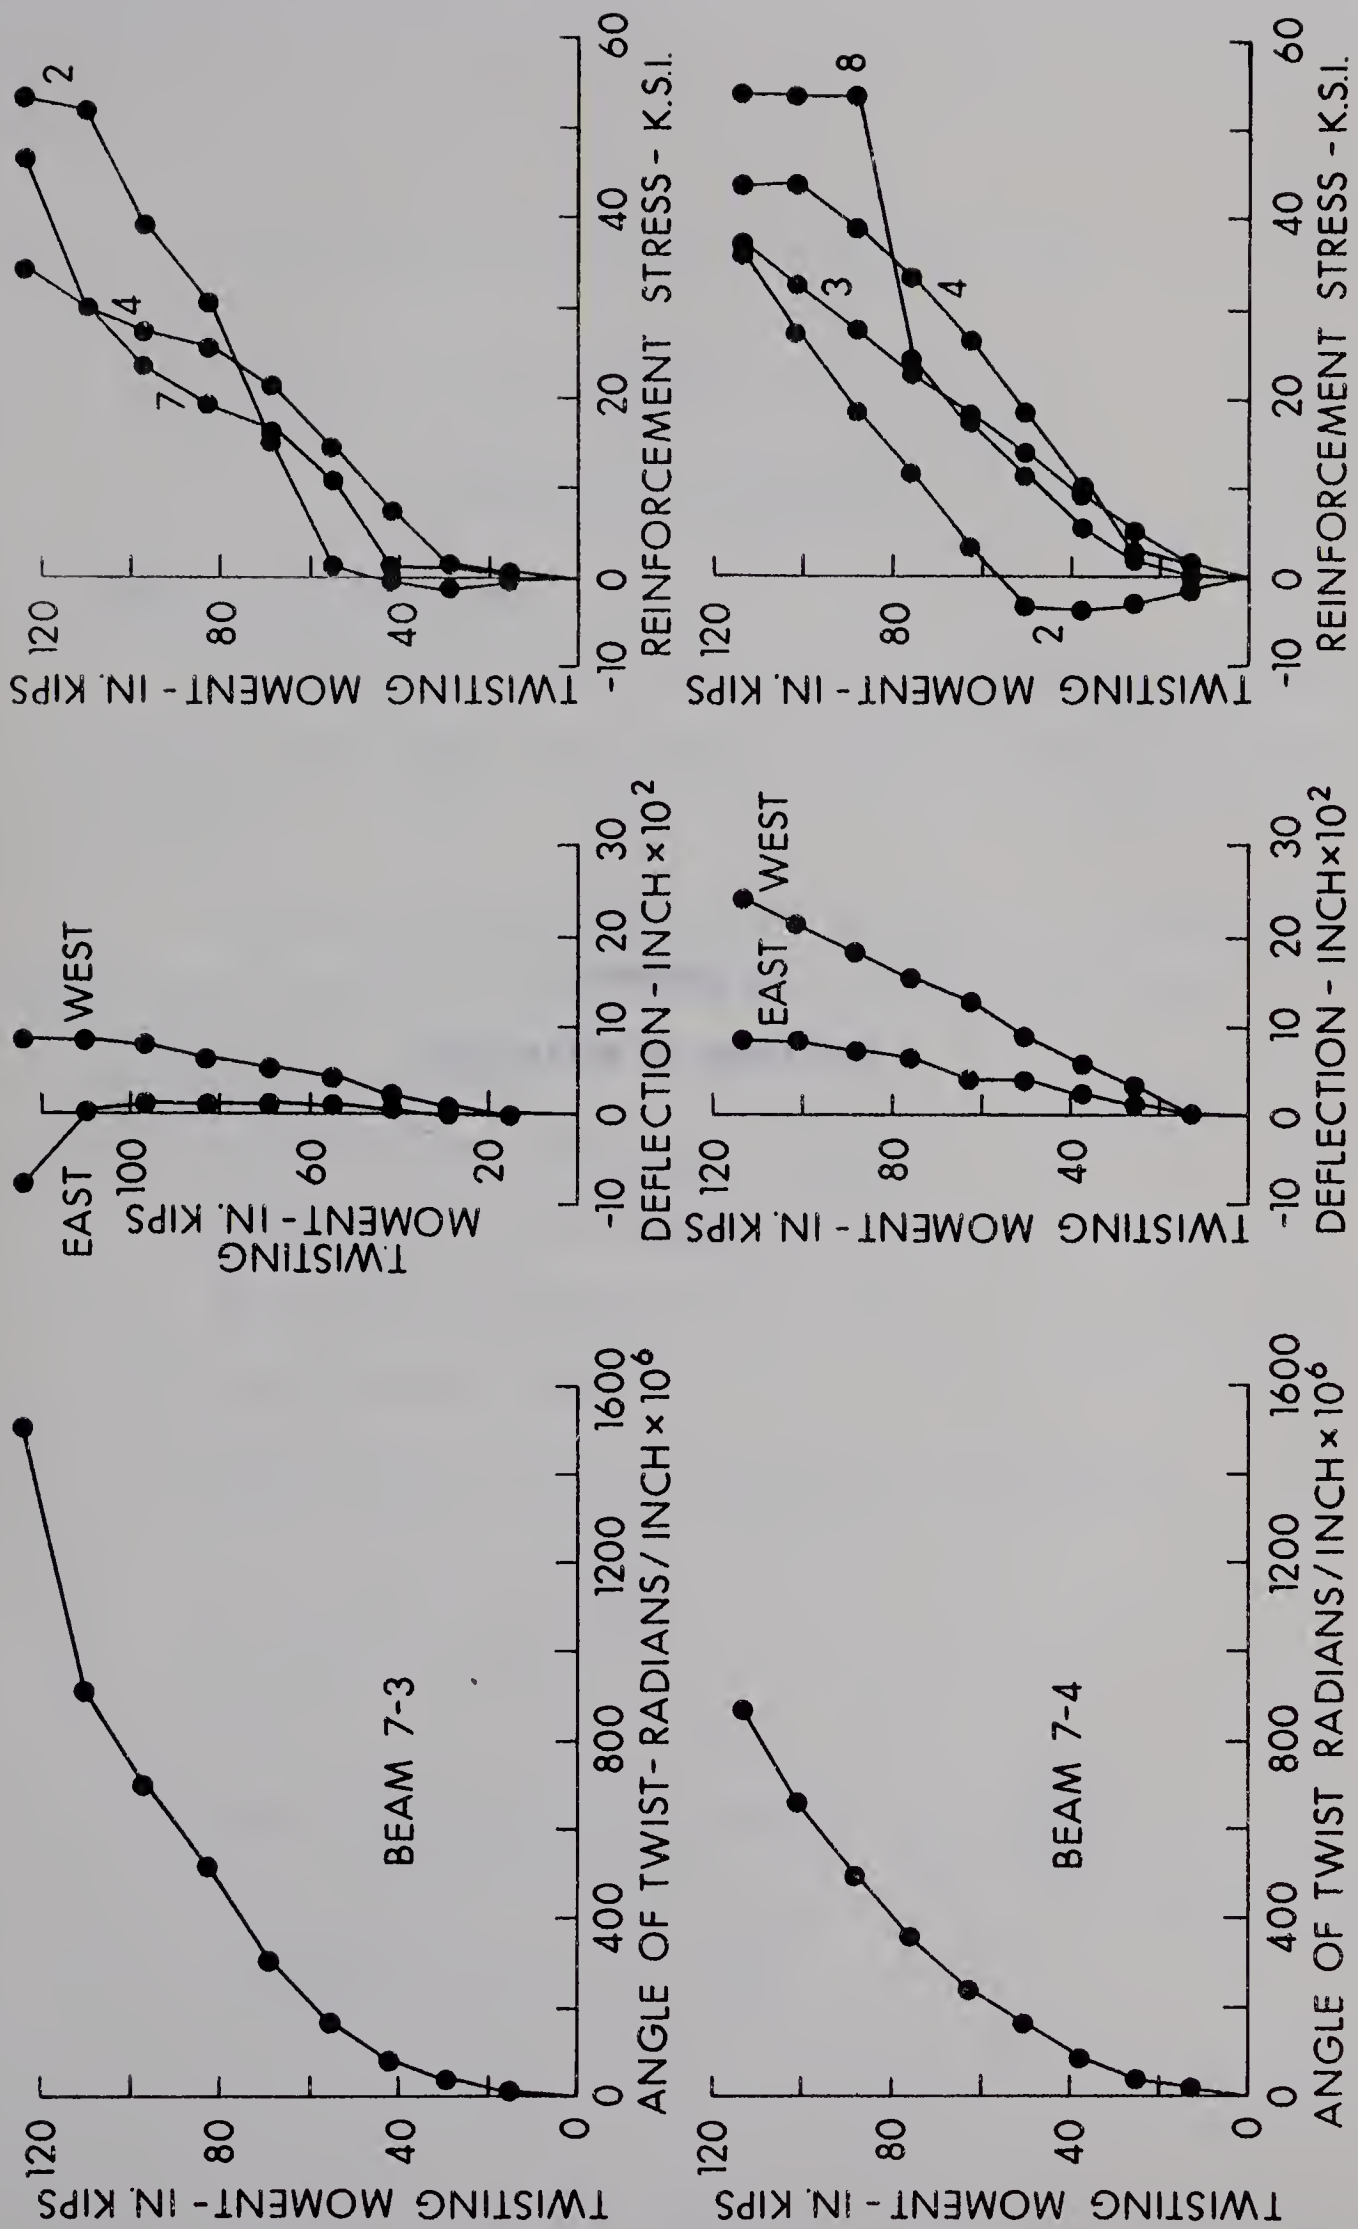 120
80
40
0
TWISTING MOMENT - IN. KIPS
0 400 800 1200 1600
ANGLE OF TWIST - RADIANS / INCH × 10⁶
BEAM 7-3
EAST
WEST
100
60
20
TWISTING
MOMENT - IN. KIPS
-10 0 10 20 30
DEFLECTION - INCH × 10²
120
80
40
TWISTING MOMENT - IN. KIPS
2
4
7
-10 0 20 40 60
REINFORCEMENT STRESS - K.S.I.
120
80
40
0
TWISTING MOMENT - IN. KIPS
0 400 800 1200 1600
ANGLE OF TWIST RADIANS / INCH × 10⁶
BEAM 7-4
EAST
WEST
120
80
40
TWISTING MOMENT - IN. KIPS
-10 0 10 20 30
DEFLECTION - INCH × 10²
120
80
TWISTING MOMENT - IN. KIPS
8
3
4
2
-10 0 20 40 60
REINFORCEMENT STRESS - K.S.I.